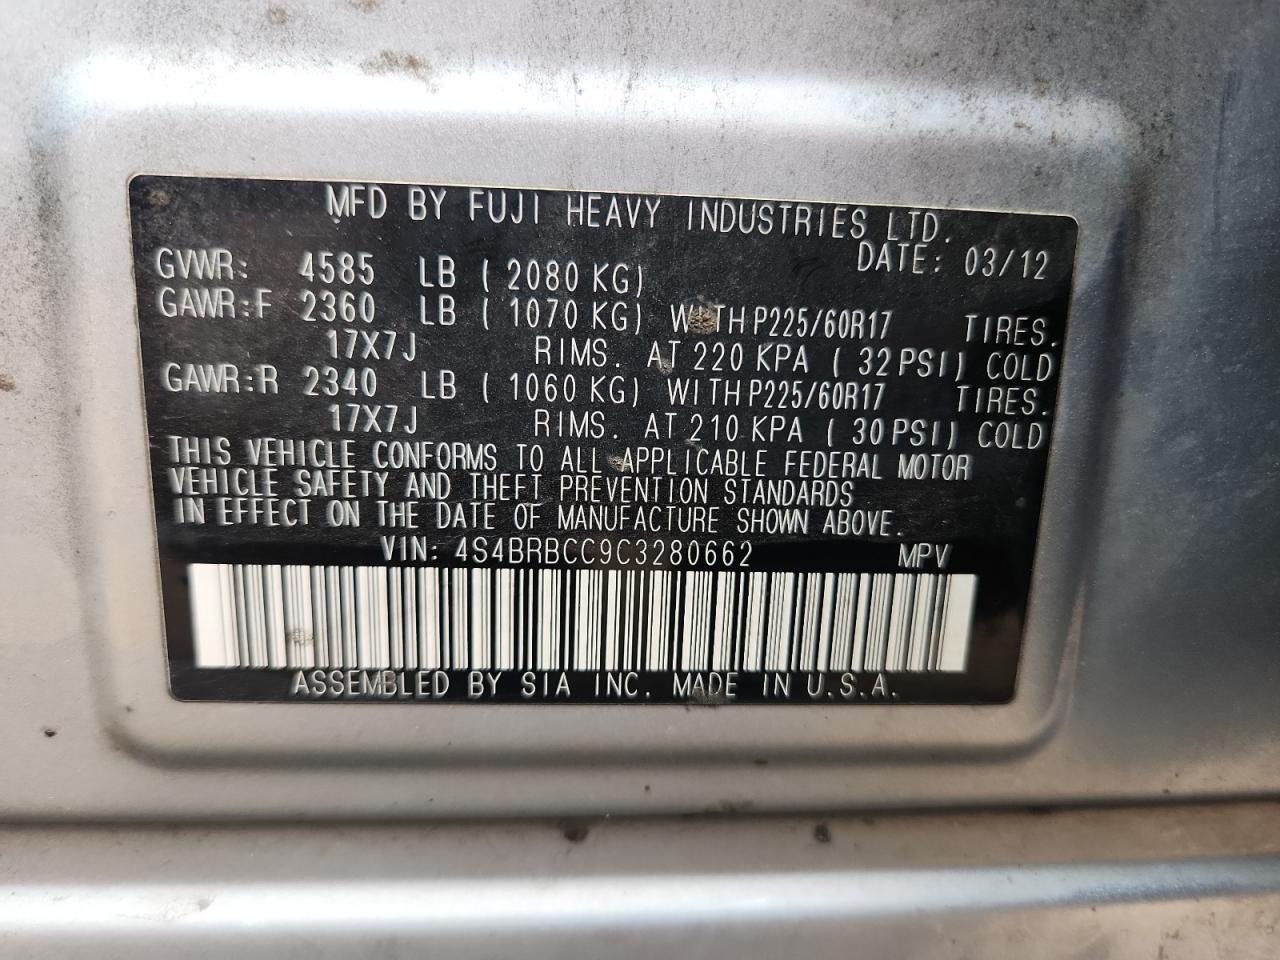 MFD BY FUJI HEAVY INDUSTRIES LTD.
DATE: 03/12
GVWR: 4585 LB ( 2080 KG)
GAWR:F 2360 LB ( 1070 KG) WITH P225/60R17 TIRES.
17X7J RIMS. AT 220 KPA ( 32 PSI) COLD
GAWR:R 2340 LB ( 1060 KG) WITH P225/60R17 TIRES.
17X7J RIMS. AT 210 KPA ( 30 PSI) COLD
THIS VEHICLE CONFORMS TO ALL APPLICABLE FEDERAL MOTOR
VEHICLE SAFETY AND THEFT PREVENTION STANDARDS
IN EFFECT ON THE DATE OF MANUFACTURE SHOWN ABOVE.
VIN: 4S4BRBCC9C3280662 MPV
ASSEMBLED BY SIA INC. MADE IN U.S.A.